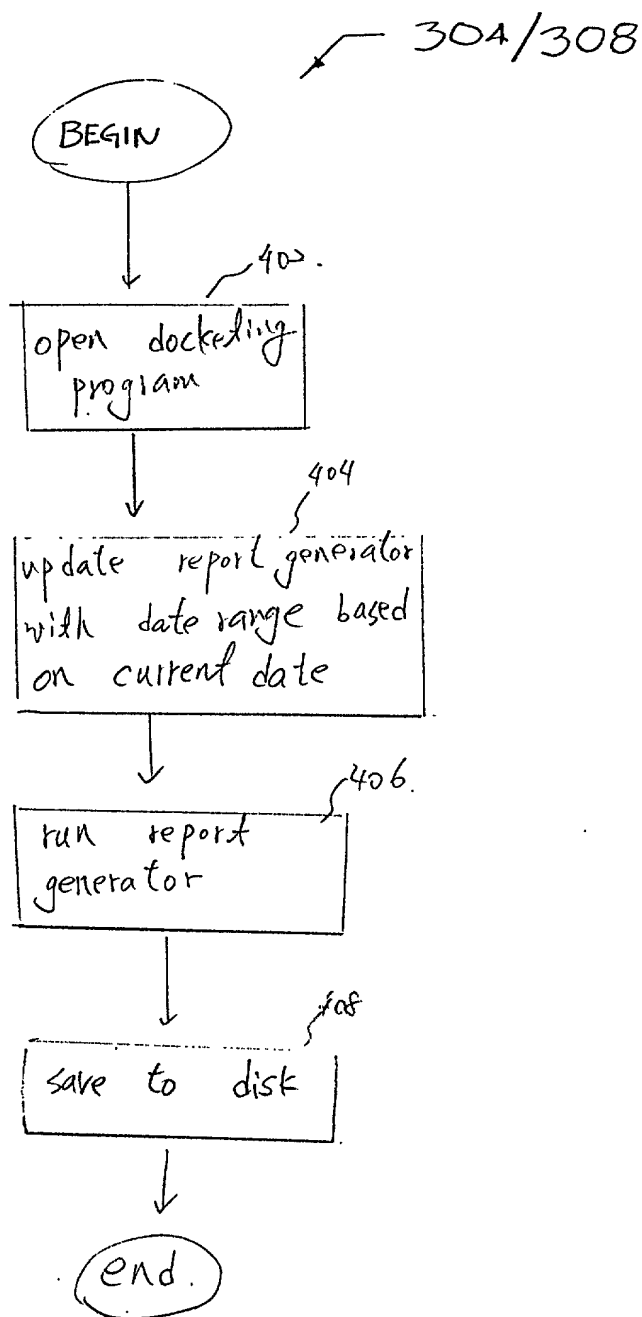 304/308
BEGIN
402.
open docketing
program
404
update report generator
with date range based
on current date
406.
run report
generator
408
save to disk
end.